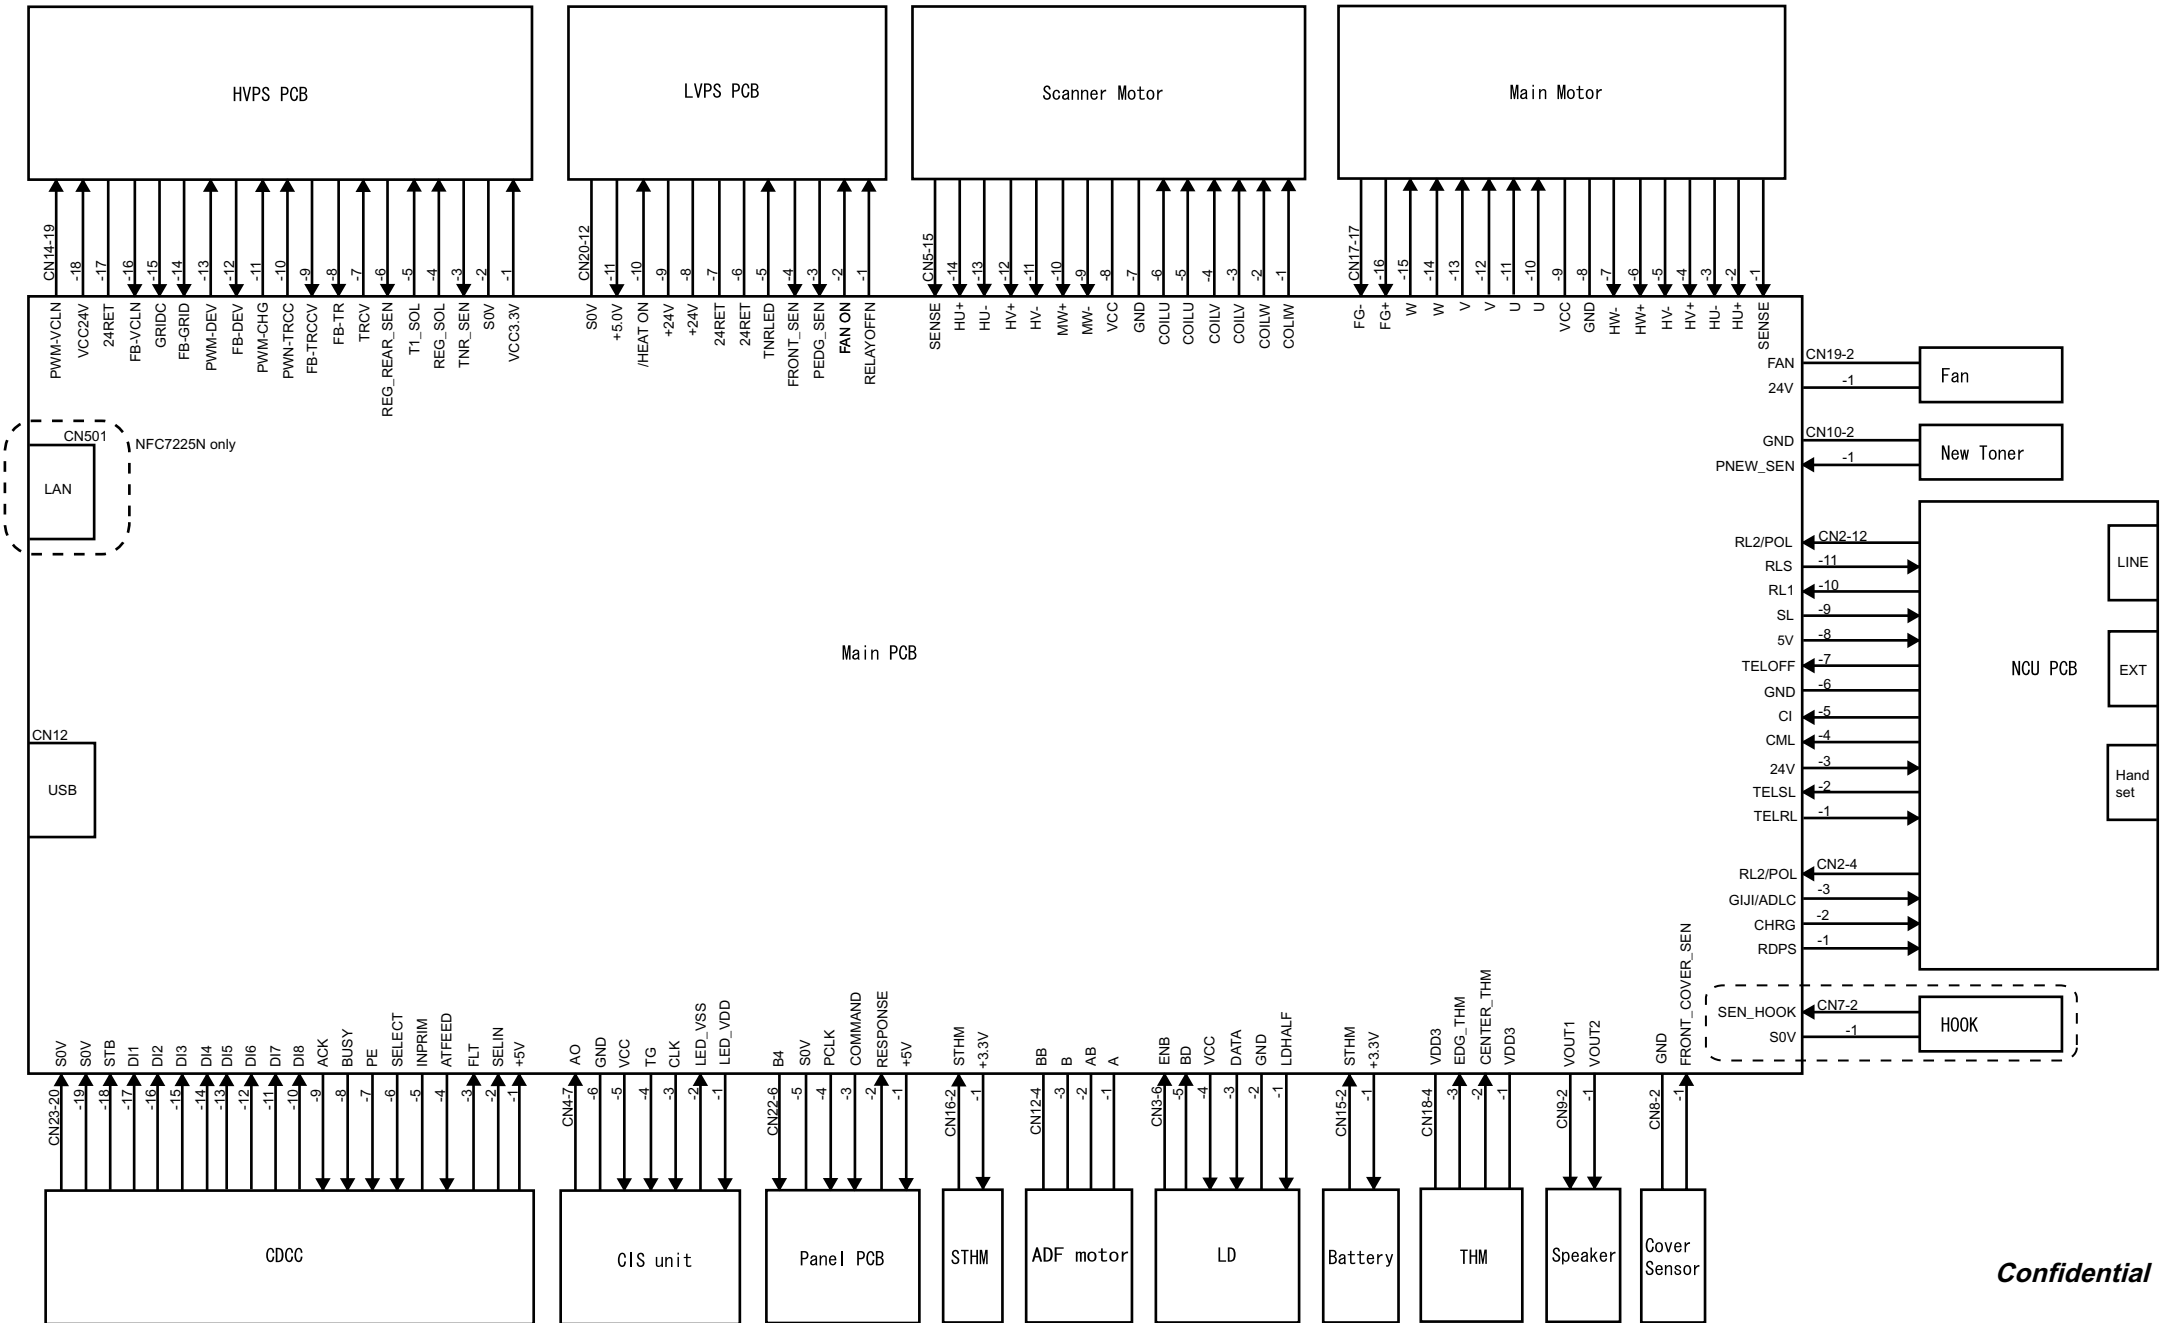 HVPS PCB
LVPS PCB
Scanner Motor
Main Motor
CN14-19
-18
-17
-16
-15
-14
-13
-12
-11
-10
-9
-8
-7
-6
-5
-4
-3
-2
-1
PWM-VCLN
VCC24V
24RET
FB-VCLN
GRIDC
FB-GRID
PWM-DEV
FB-DEV
PWM-CHG
PWN-TRCC
FB-TRCCV
FB-TR
TRCV
REG_REAR_SEN
T1_SOL
REG_SOL
TNR_SEN
S0V
VCC3.3V
CN20-12
-11
-10
-9
-8
-7
-6
-5
-4
-3
-2
-1
S0V
+5.0V
/HEAT ON
+24V
+24V
24RET
24RET
TNRLED
FRONT_SEN
PEDG_SEN
FAN ON
RELAYOFFN
CN5-15
-14
-13
-12
-11
-10
-9
-8
-7
-6
-5
-4
-3
-2
-1
SENSE
HU+
HU-
HV+
HV-
MW+
MW-
VCC
GND
COILU
COILU
COILV
COILV
COILW
COLIW
CN17-17
-16
-15
-14
-13
-12
-11
-10
-9
-8
-7
-6
-5
-4
-3
-2
-1
FG-
FG+
W
W
V
V
U
U
VCC
GND
HW-
HW+
HV-
HV+
HU-
HU+
SENSE
FAN CN19-2
24V -1
Fan
GND CN10-2
PNEW_SEN -1
New Toner
CN501
NFC7225N only
LAN
RL2/POL CN2-12
RLS -11
RL1 -10
SL -9
5V -8
TELOFF -7
GND -6
CI -5
CML -4
24V -3
TELSL -2
TELRL -1
NCU PCB
LINE
EXT
Hand
set
Main PCB
CN12
USB
RL2/POL CN2-4
GIJI/ADLC -3
CHRG -2
RDPS -1
SEN_HOOK CN7-2
S0V -1
HOOK
S0V
S0V
STB
DI1
DI2
DI3
DI4
DI5
DI6
DI7
DI8
ACK
BUSY
PE
SELECT
INPRIM
ATFEED
FLT
SELIN
+5V
CN23-20
-19
-18
-17
-16
-15
-14
-13
-12
-11
-10
-9
-8
-7
-6
-5
-4
-3
-2
-1
CDCC
AO
GND
VCC
TG
CLK
LED_VSS
LED_VDD
CN4-7
-6
-5
-4
-3
-2
-1
CIS unit
B4
S0V
PCLK
COMMAND
RESPONSE
+5V
CN22-6
-5
-4
-3
-2
-1
Panel PCB
STHM
+3.3V
CN16-2
-1
STHM
BB
B
AB
A
CN12-4
-3
-2
-1
ADF motor
ENB
BD
VCC
DATA
GND
LDHALF
CN3-6
-5
-4
-3
-2
-1
LD
STHM
+3.3V
CN15-2
-1
Battery
VDD3
EDG_THM
CENTER_THM
VDD3
CN18-4
-3
-2
-1
THM
VOUT1
VOUT2
CN9-2
-1
Speaker
GND
FRONT_COVER_SEN
CN8-2
-1
Cover
Sensor
Confidential